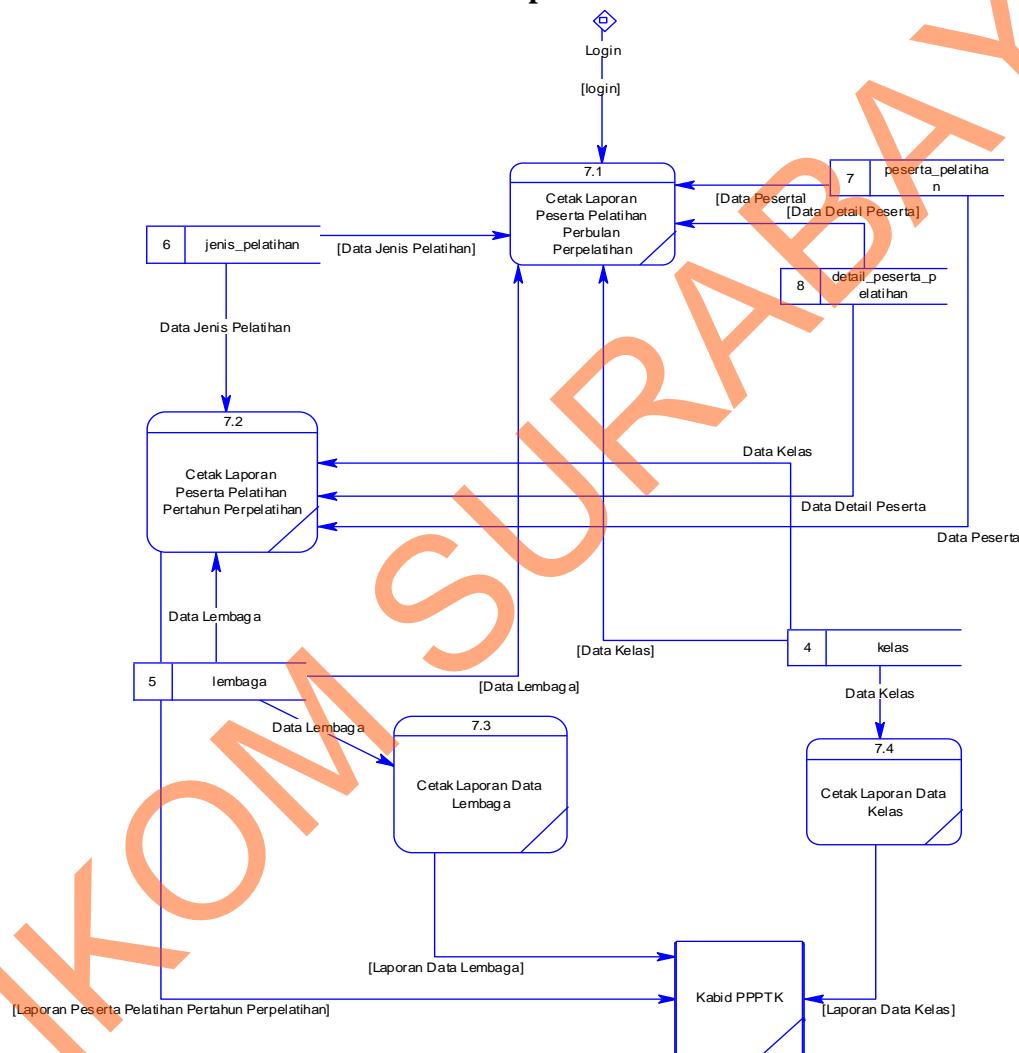 Login
[login]
7.1
Cetak Laporan
Peserta Pelatihan
Perbulan
Perpelatihan
7
peserta_pelatiha
n
[Data Peserta]
[Data Detail Peserta]
6
jenis_pelatihan
[Data Jenis Pelatihan]
8
detail_peserta_p
elatihan
Data Jenis Pelatihan
7.2
Cetak Laporan
Peserta Pelatihan
Pertahun Perpelatihan
Data Kelas
Data Detail Peserta
Data Peserta
Data Lembaga
[Data Kelas]
4
kelas
5
lembaga
[Data Lembaga]
Data Kelas
Data Lembaga
7.3
Cetak Laporan Data
Lembaga
7.4
Cetak Laporan Data
Kelas
[Laporan Data Lembaga]
Kabid PPPTK
[Laporan Peserta Pelatihan Pertahun Perpelatihan]
[Laporan Data Kelas]
IKOM SURABAY